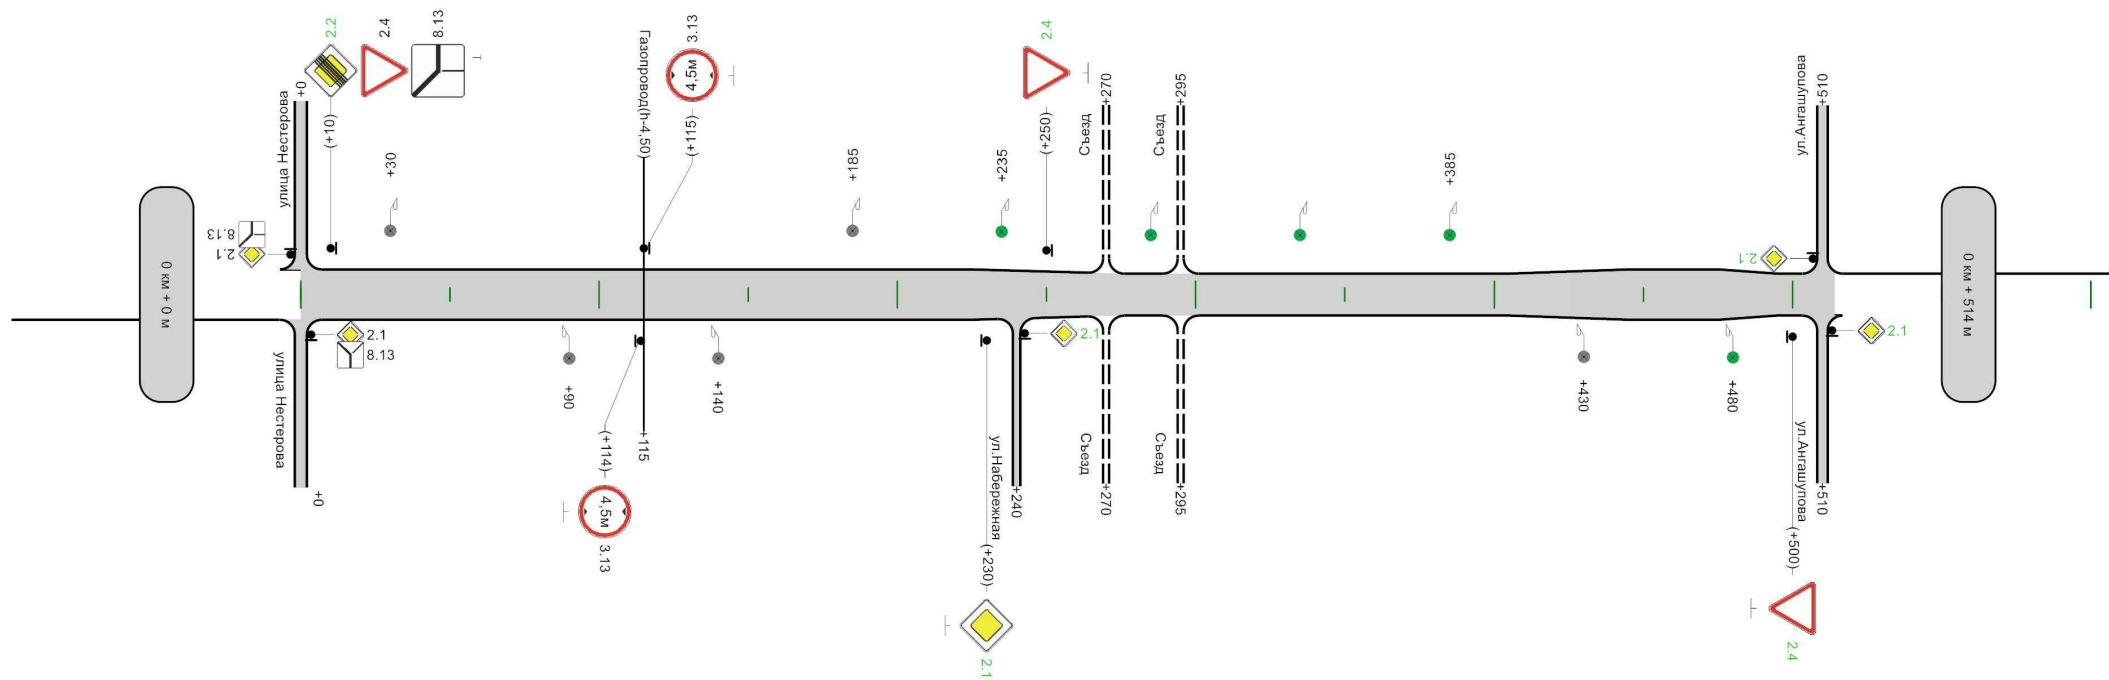 2.2
2.4
8.13
+0
улица Нестерова
(+10)
+30
Газопровод(h-4,50)
3.13
4,5м
(+115)
+185
+235
2.4
(+250)
Съезд
+270
Съезд
+295
+385
ул.Ангашупова
+510
8.13
2.1
2.1
0 км + 0 м
0 км + 514 м
2.1
8.13
улица Нестерова
+0
+90
(+114)
4,5м
3.13
+115
+140
2.1
ул.Набережная
+240
(+230)
2.1
Съезд
+270
Съезд
+295
+430
+480
ул.Ангашупова
+510
(+500)
2.4
2.1